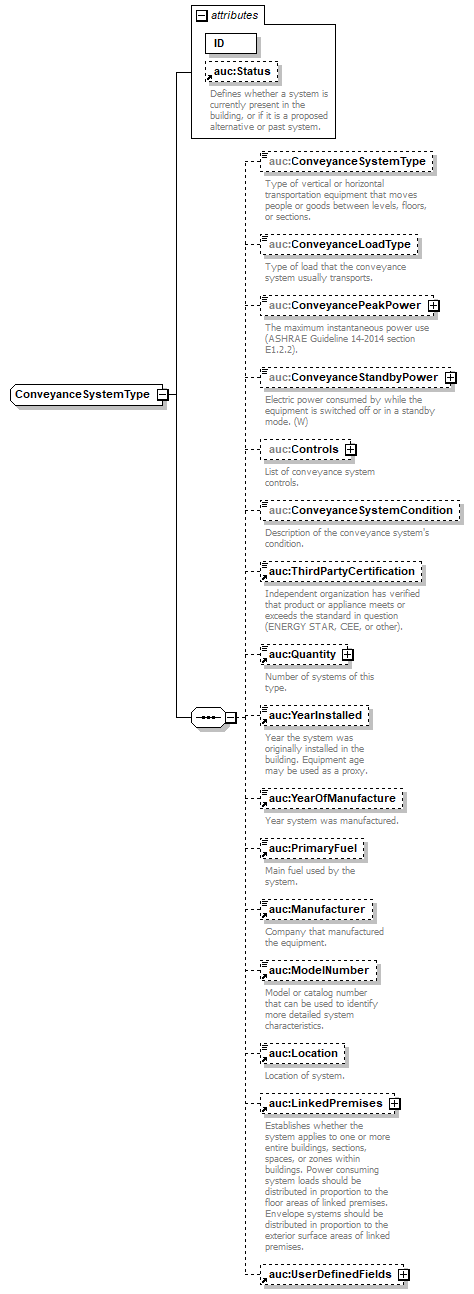 attributes
ID
auc:Status
Defines whether a system is
currently present in the
building, or if it is a proposed
alternative or past system.
auc:ConveyanceSystemType
Type of vertical or horizontal
transportation equipment that moves
people or goods between levels, floors,
or sections.
auc:ConveyanceLoadType
Type of load that the conveyance
system usually transports.
auc:ConveyancePeakPower
The maximum instantaneous power use
(ASHRAE Guideline 14-2014 section
E1.2.2).
auc:ConveyanceStandbyPower
Electric power consumed by while the
equipment is switched off or in a standby
mode. (W)
ConveyanceSystemType
auc:Controls
List of conveyance system
controls.
auc:ConveyanceSystemCondition
Description of the conveyance system's
condition.
auc:ThirdPartyCertification
Independent organization has verified
that product or appliance meets or
exceeds the standard in question
(ENERGY STAR, CEE, or other).
auc:Quantity
Number of systems of this
type.
auc:YearInstalled
Year the system was
originally installed in the
building. Equipment age
may be used as a proxy.
auc:YearOfManufacture
Year system was manufactured.
auc:PrimaryFuel
Main fuel used by the
system.
auc:Manufacturer
Company that manufactured
the equipment.
auc:ModelNumber
Model or catalog number
that can be used to identify
more detailed system
characteristics.
auc:Location
Location of system.
auc:LinkedPremises
Establishes whether the
system applies to one or more
entire buildings, sections,
spaces, or zones within
buildings. Power consuming
system loads should be
distributed in proportion to the
floor areas of linked premises.
Envelope systems should be
distributed in proportion to the
exterior surface areas of linked
premises.
auc:UserDefinedFields